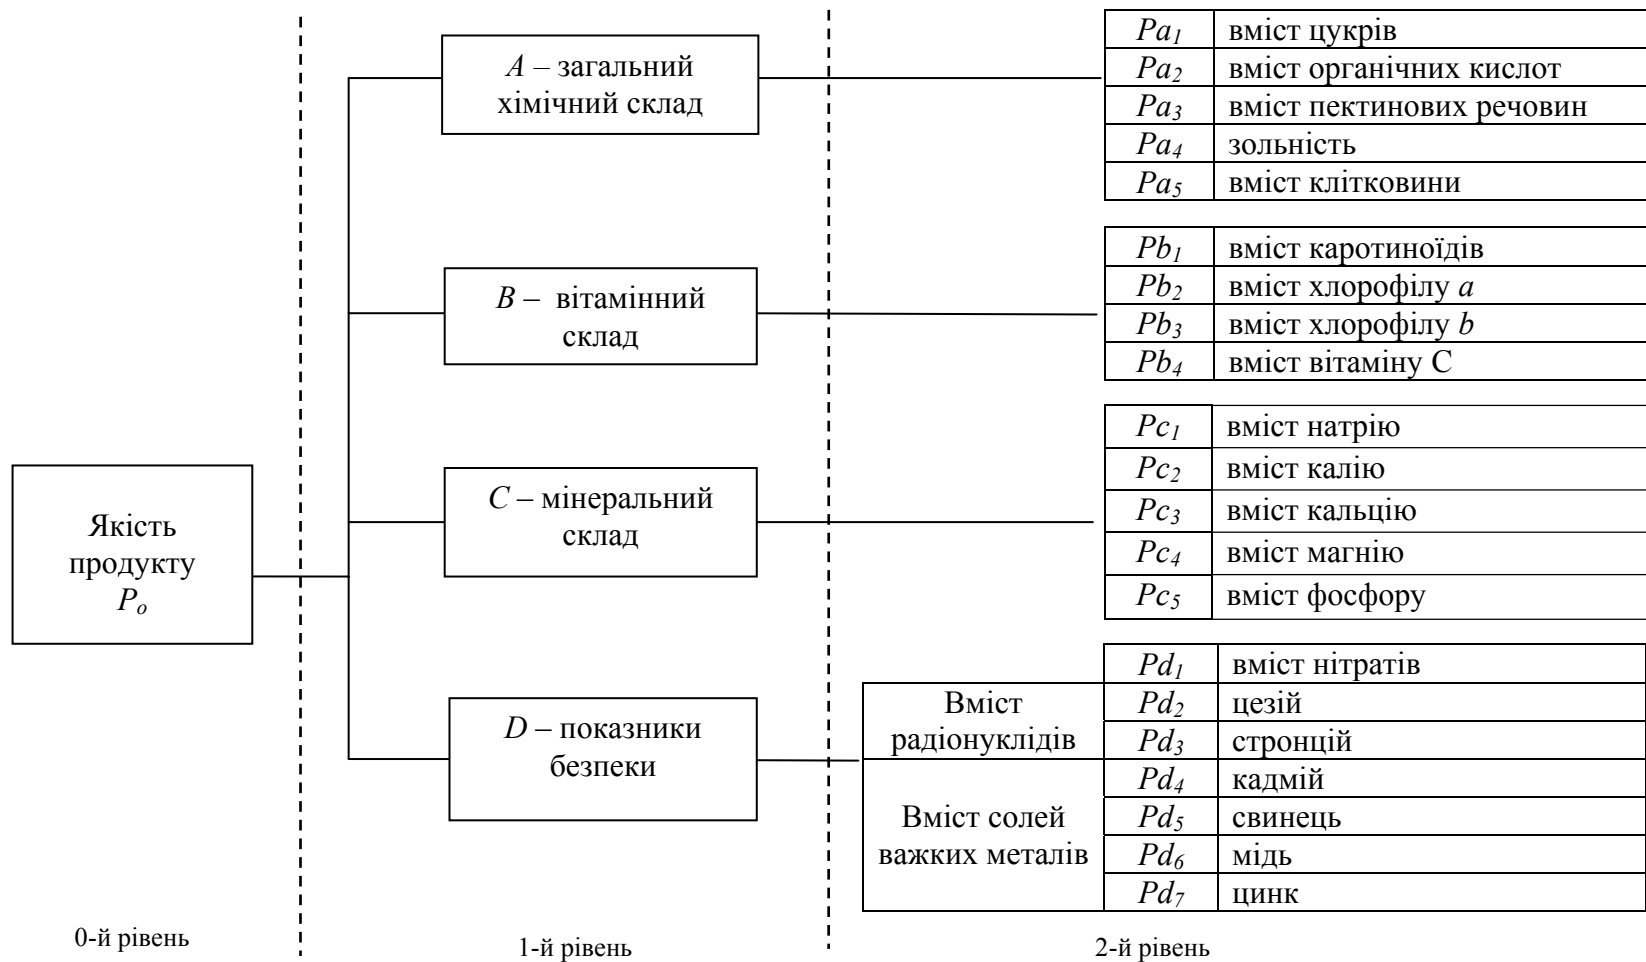 Якість
продукту
Po
A – загальний
хімічний склад
Pa1 вміст цукрів
Pa2 вміст органічних кислот
Pa3 вміст пектинових речовин
Pa4 зольність
Pa5 вміст клітковини
B – вітамінний
склад
Pb1 вміст каротиноїдів
Pb2 вміст хлорофілу a
Pb3 вміст хлорофілу b
Pb4 вміст вітаміну С
C – мінеральний
склад
Pc1 вміст натрію
Pc2 вміст калію
Pc3 вміст кальцію
Pc4 вміст магнію
Pc5 вміст фосфору
D – показники
безпеки
Pd1 вміст нітратів
Вміст
радіонуклідів
Pd2 цезій
Pd3 стронцій
Вміст солей
важких металів
Pd4 кадмій
Pd5 свинець
Pd6 мідь
Pd7 цинк
0-й рівень
1-й рівень
2-й рівень